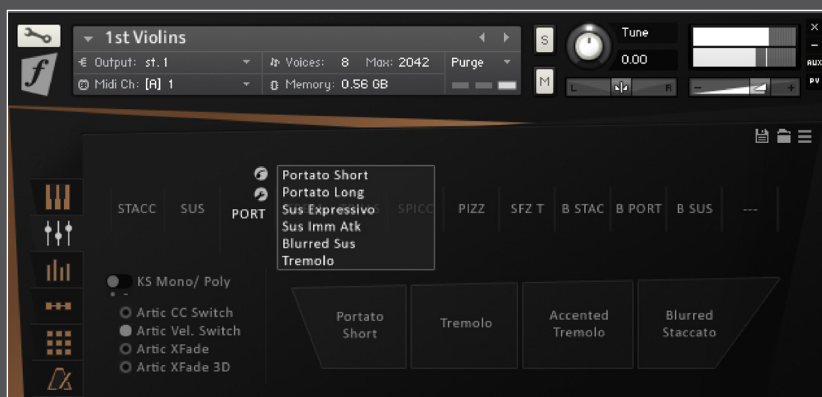 1st Violins
Output: st. 1
Voices: 8 Max: 2042
Purge
Midi Ch: [A] 1
Memory: 0.56 GB
S
M
Tune
0.00
L
R
-
+
×
-
AUX
PV
Portato Short
Portato Long
Sus Expressivo
Sus Imm Atk
Blurred Sus
Tremolo
STACC
SUS
PORT
SPICC
PIZZ
SFZ T
B STAC
B PORT
B SUS
---
KS Mono/ Poly
Artic CC Switch
Artic Vel. Switch
Artic XFade
Artic XFade 3D
Portato
Short
Tremolo
Accented
Tremolo
Blurred
Staccato